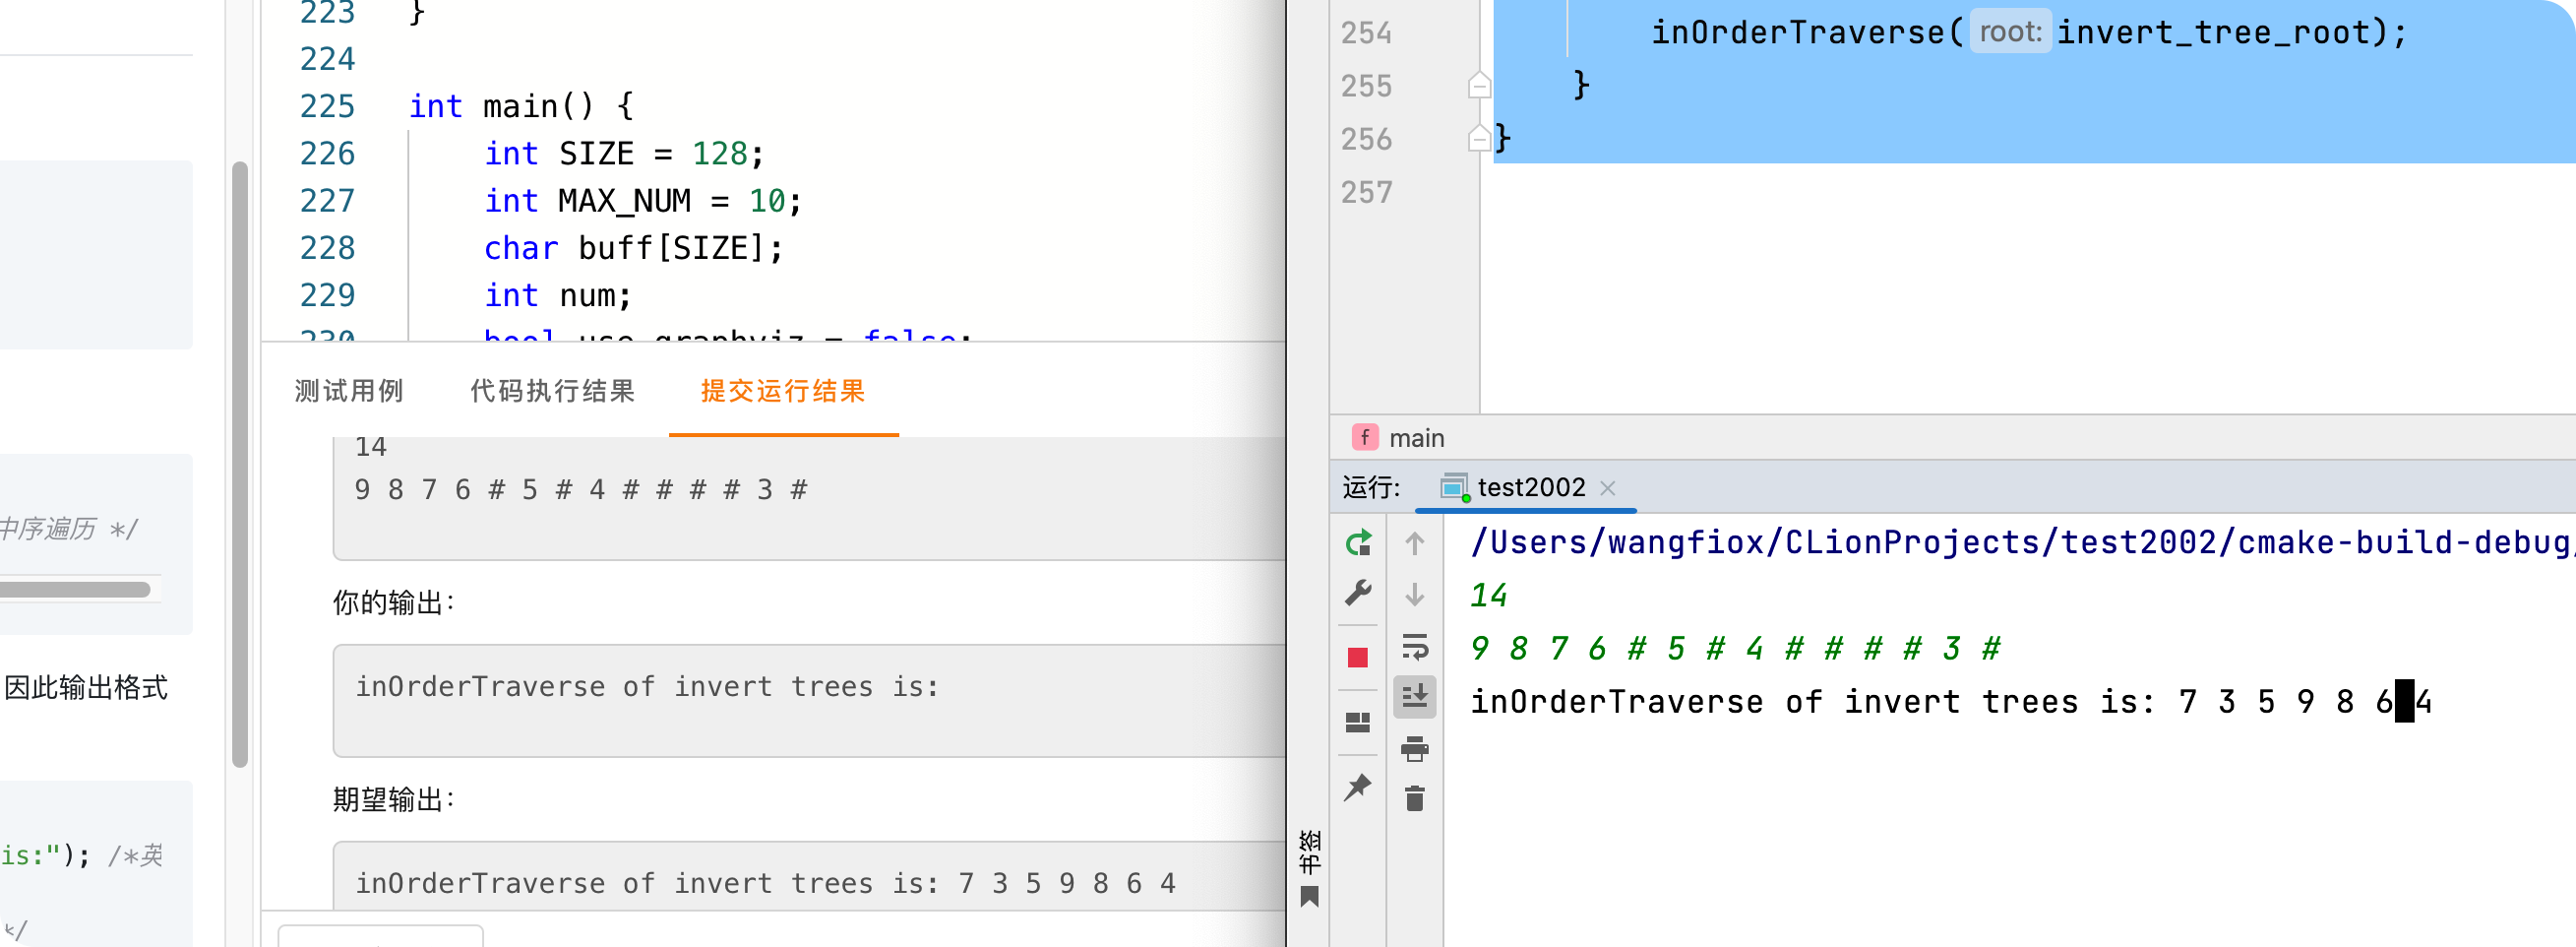 中序遍历 */
因此输出格式
is:"); /*英
*/
223 }
224
225 int main() {
226 int SIZE = 128;
227 int MAX_NUM = 10;
228 char buff[SIZE];
229 int num;
230 bool use_graphviz = false;
测试用例 代码执行结果 提交运行结果
14
9 8 7 6 # 5 # 4 # # # # 3 #
你的输出：
inOrderTraverse of invert trees is:
期望输出：
inOrderTraverse of invert trees is: 7 3 5 9 8 6 4
254 inOrderTraverse( root: invert_tree_root);
255 }
256 }
257
f main
运行: test2002
/Users/wangfiox/CLionProjects/test2002/cmake-build-debug/
14
9 8 7 6 # 5 # 4 # # # # 3 #
inOrderTraverse of invert trees is: 7 3 5 9 8 6 4
书签